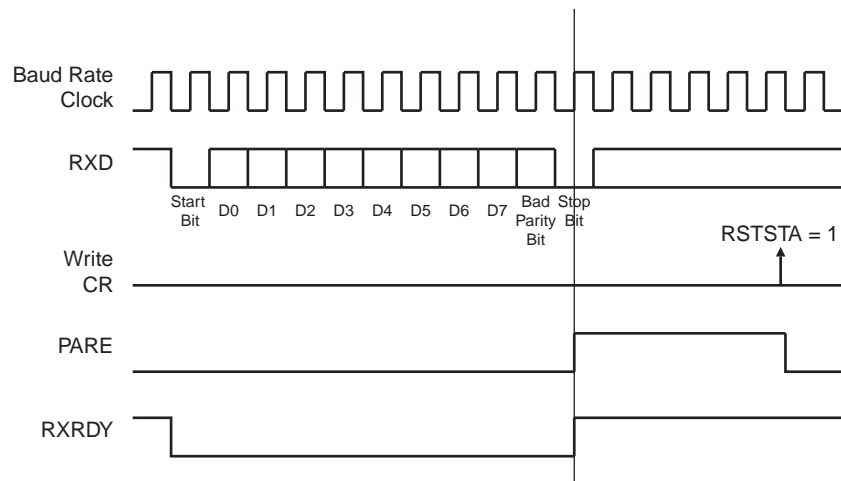 Baud Rate
Clock
RXD
Start
Bit
D0
D1
D2
D3
D4
D5
D6
D7
Bad
Parity
Bit
Stop
Bit
RSTSTA = 1
Write
CR
PARE
RXRDY